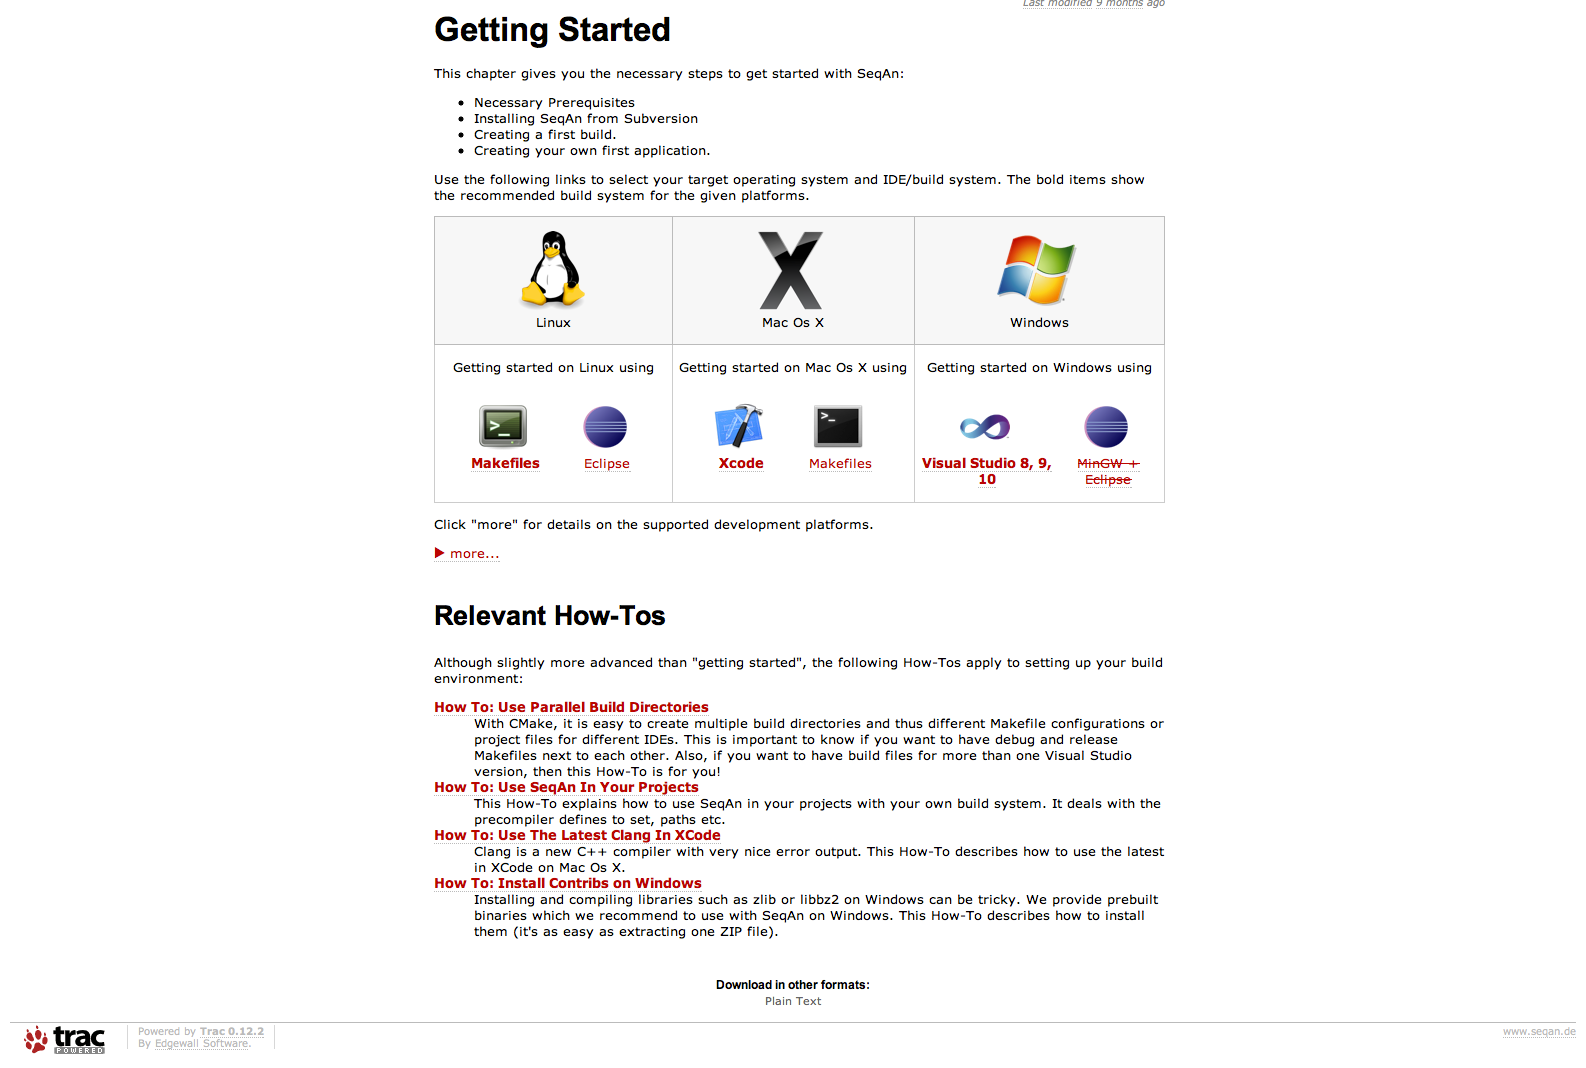 Last modified 9 months ago
Getting Started
This chapter gives you the necessary steps to get started with SeqAn:
Necessary Prerequisites
Installing SeqAn from Subversion
Creating a first build.
Creating your own first application.
Use the following links to select your target operating system and IDE/build system. The bold items show
the recommended build system for the given platforms.
Linux
Mac Os X
Windows
Getting started on Linux using
Getting started on Mac Os X using
Getting started on Windows using
Makefiles
Eclipse
Xcode
Makefiles
Visual Studio 8, 9,
10
MinGW +
Eclipse
Click "more" for details on the supported development platforms.
more...
Relevant How-Tos
Although slightly more advanced than "getting started", the following How-Tos apply to setting up your build
environment:
How To: Use Parallel Build Directories
With CMake, it is easy to create multiple build directories and thus different Makefile configurations or
project files for different IDEs. This is important to know if you want to have debug and release
Makefiles next to each other. Also, if you want to have build files for more than one Visual Studio
version, then this How-To is for you!
How To: Use SeqAn In Your Projects
This How-To explains how to use SeqAn in your projects with your own build system. It deals with the
precompiler defines to set, paths etc.
How To: Use The Latest Clang In XCode
Clang is a new C++ compiler with very nice error output. This How-To describes how to use the latest
in XCode on Mac Os X.
How To: Install Contribs on Windows
Installing and compiling libraries such as zlib or libbz2 on Windows can be tricky. We provide prebuilt
binaries which we recommend to use with SeqAn on Windows. This How-To describes how to install
them (it's as easy as extracting one ZIP file).
Download in other formats:
Plain Text
trac
POWERED
Powered by Trac 0.12.2
By Edgewall Software.
www.seqan.de